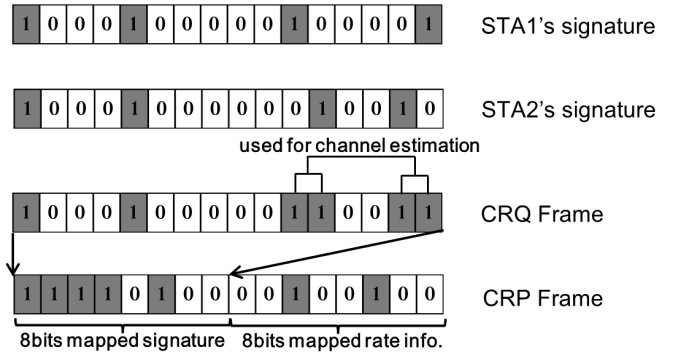 1 0 0 0 1 0 0 0 0 0 1 0 0 0 0 1 STA1's signature
1 0 0 0 1 0 0 0 0 0 0 1 0 0 1 0 STA2's signature
used for channel estimation
1 0 0 0 1 0 0 0 0 0 1 1 0 0 1 1 CRQ Frame
1 1 1 1 0 1 0 0 0 0 1 0 0 1 0 0 CRP Frame
8bits mapped signature 8bits mapped rate info.